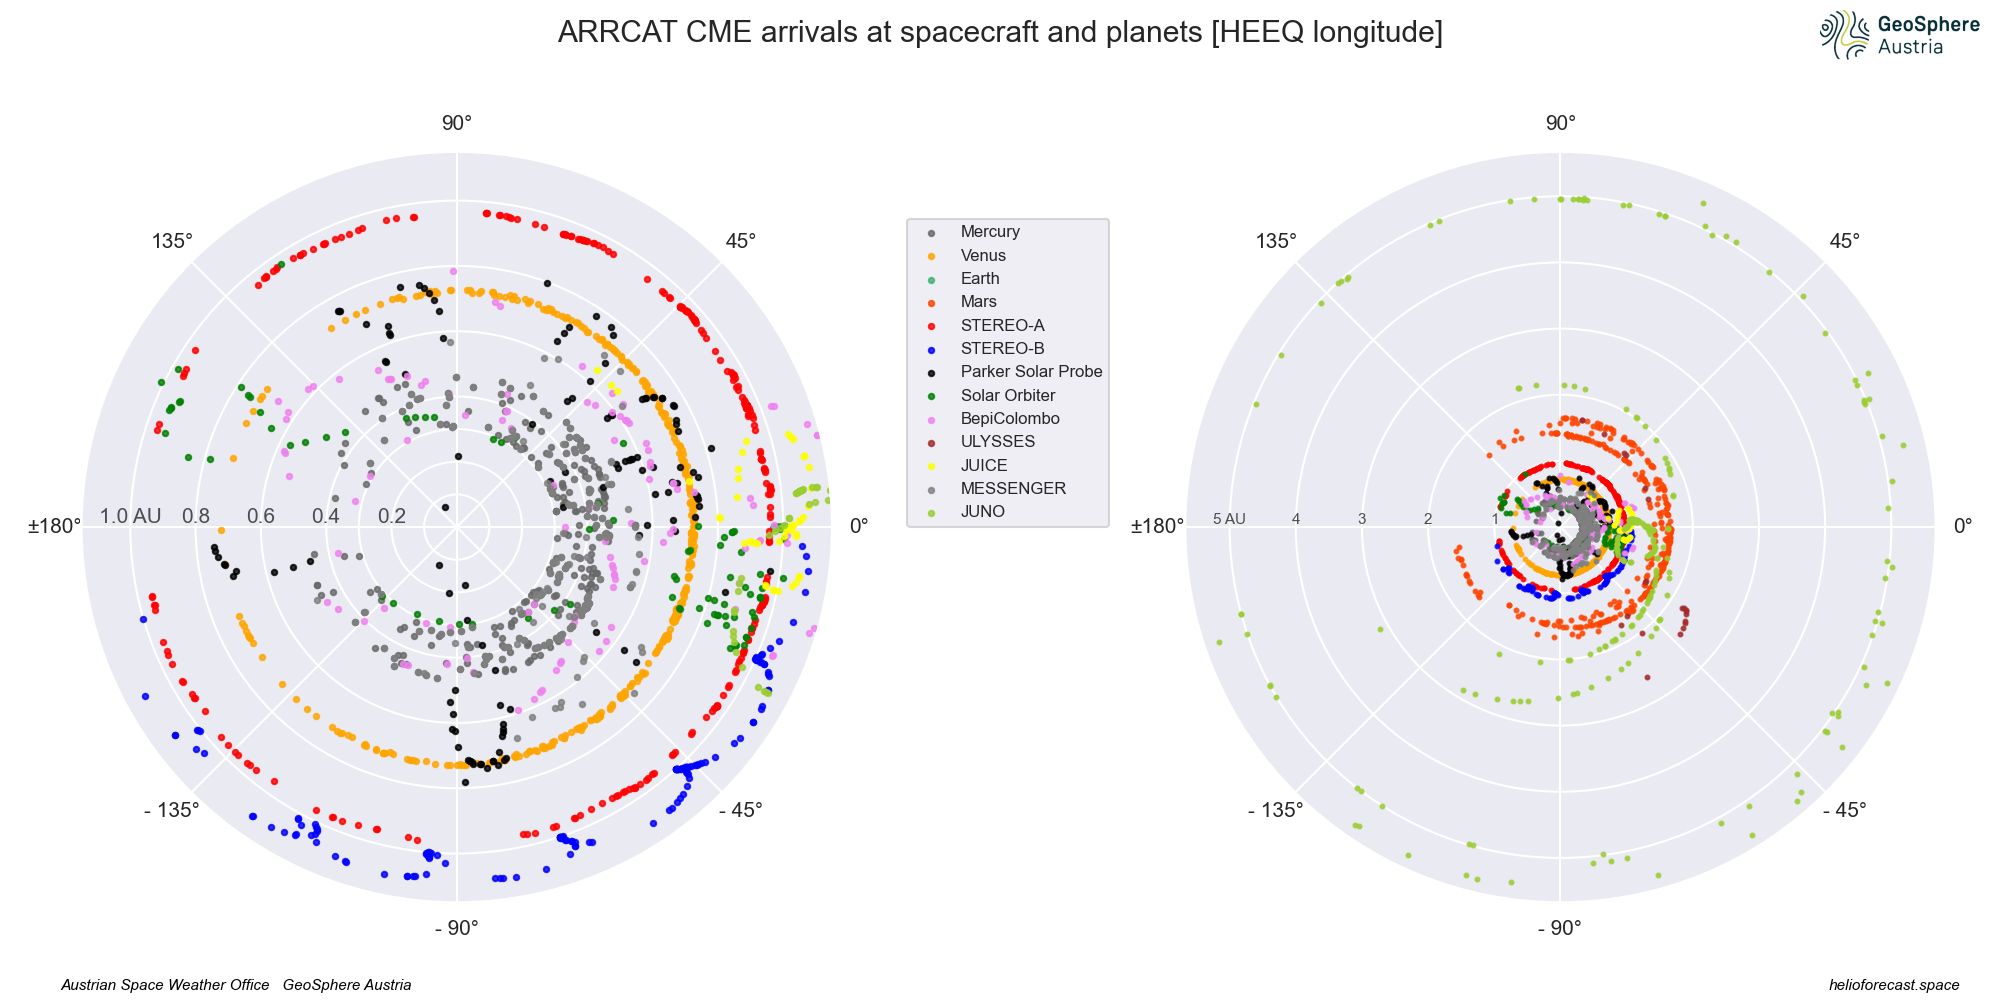 ARRCAT CME arrivals at spacecraft and planets [HEEQ longitude]
GeoSphere
Austria
90°
135°
45°
±180°
1.0 AU
0.8
0.6
0.4
0.2
0°
- 135°
- 45°
- 90°
Mercury
Venus
Earth
Mars
STEREO-A
STEREO-B
Parker Solar Probe
Solar Orbiter
BepiColombo
ULYSSES
JUICE
MESSENGER
JUNO
90°
135°
45°
±180°
5 AU
4
3
2
1
0°
- 135°
- 45°
- 90°
Austrian Space Weather Office   GeoSphere Austria
helioforecast.space